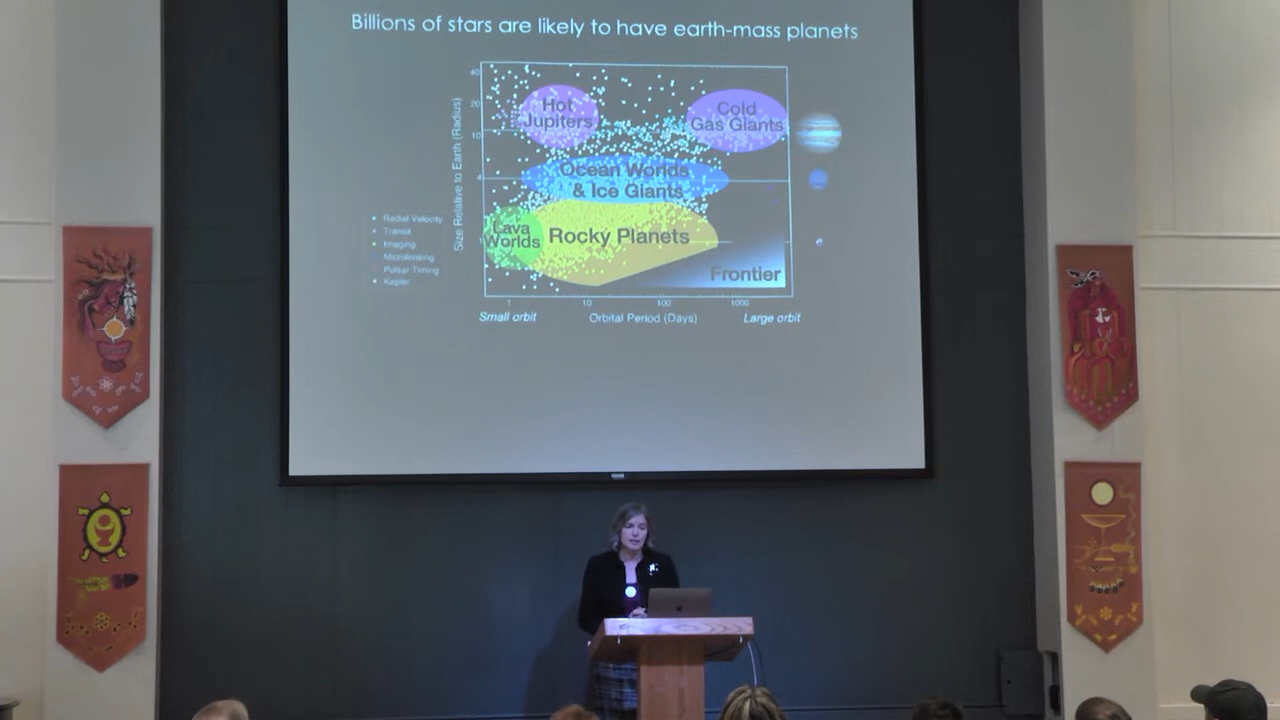 Billions of stars are likely to have earth-mass planets
40
20
10
4
Size Relative to Earth (Radius)
Hot
Jupiters
Cold
Gas Giants
Ocean Worlds
& Ice Giants
Lava
Worlds
Rocky Planets
Frontier
Radial Velocity
Transit
Imaging
Microlensing
Pulsar Timing
Kepler
1
10
100
1000
Small orbit
Orbital Period (Days)
Large orbit